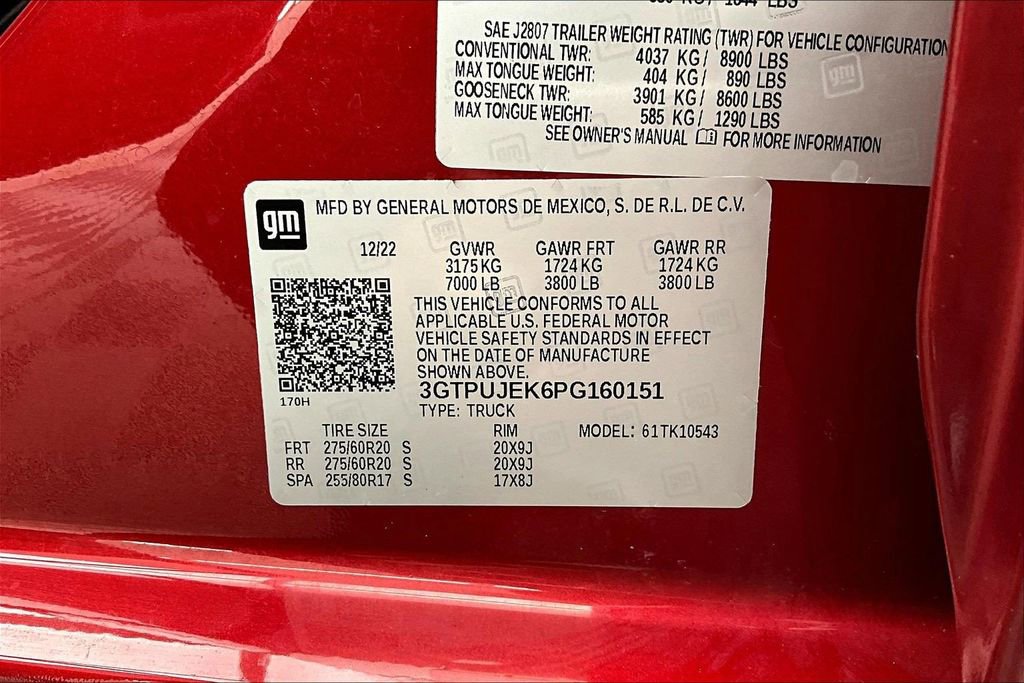 SAE J2807 TRAILER WEIGHT RATING (TWR) FOR VEHICLE CONFIGURATION
CONVENTIONAL TWR: 4037 KG/ 8900 LBS
MAX TONGUE WEIGHT: 404 KG/ 890 LBS
GOOSENECK TWR: 3901 KG/ 8600 LBS
MAX TONGUE WEIGHT: 585 KG/ 1290 LBS
SEE OWNER'S MANUAL FOR MORE INFORMATION
gm MFD BY GENERAL MOTORS DE MEXICO, S. DE R.L. DE C.V.
12/22 GVWR GAWR FRT GAWR RR
3175 KG 1724 KG 1724 KG
7000 LB 3800 LB 3800 LB
THIS VEHICLE CONFORMS TO ALL
APPLICABLE U.S. FEDERAL MOTOR
VEHICLE SAFETY STANDARDS IN EFFECT
ON THE DATE OF MANUFACTURE
SHOWN ABOVE.
3GTPUJEK6PG160151
170H
TYPE: TRUCK
TIRE SIZE RIM MODEL: 61TK10543
FRT 275/60R20 S 20X9J
RR 275/60R20 S 20X9J
SPA 255/80R17 S 17X8J